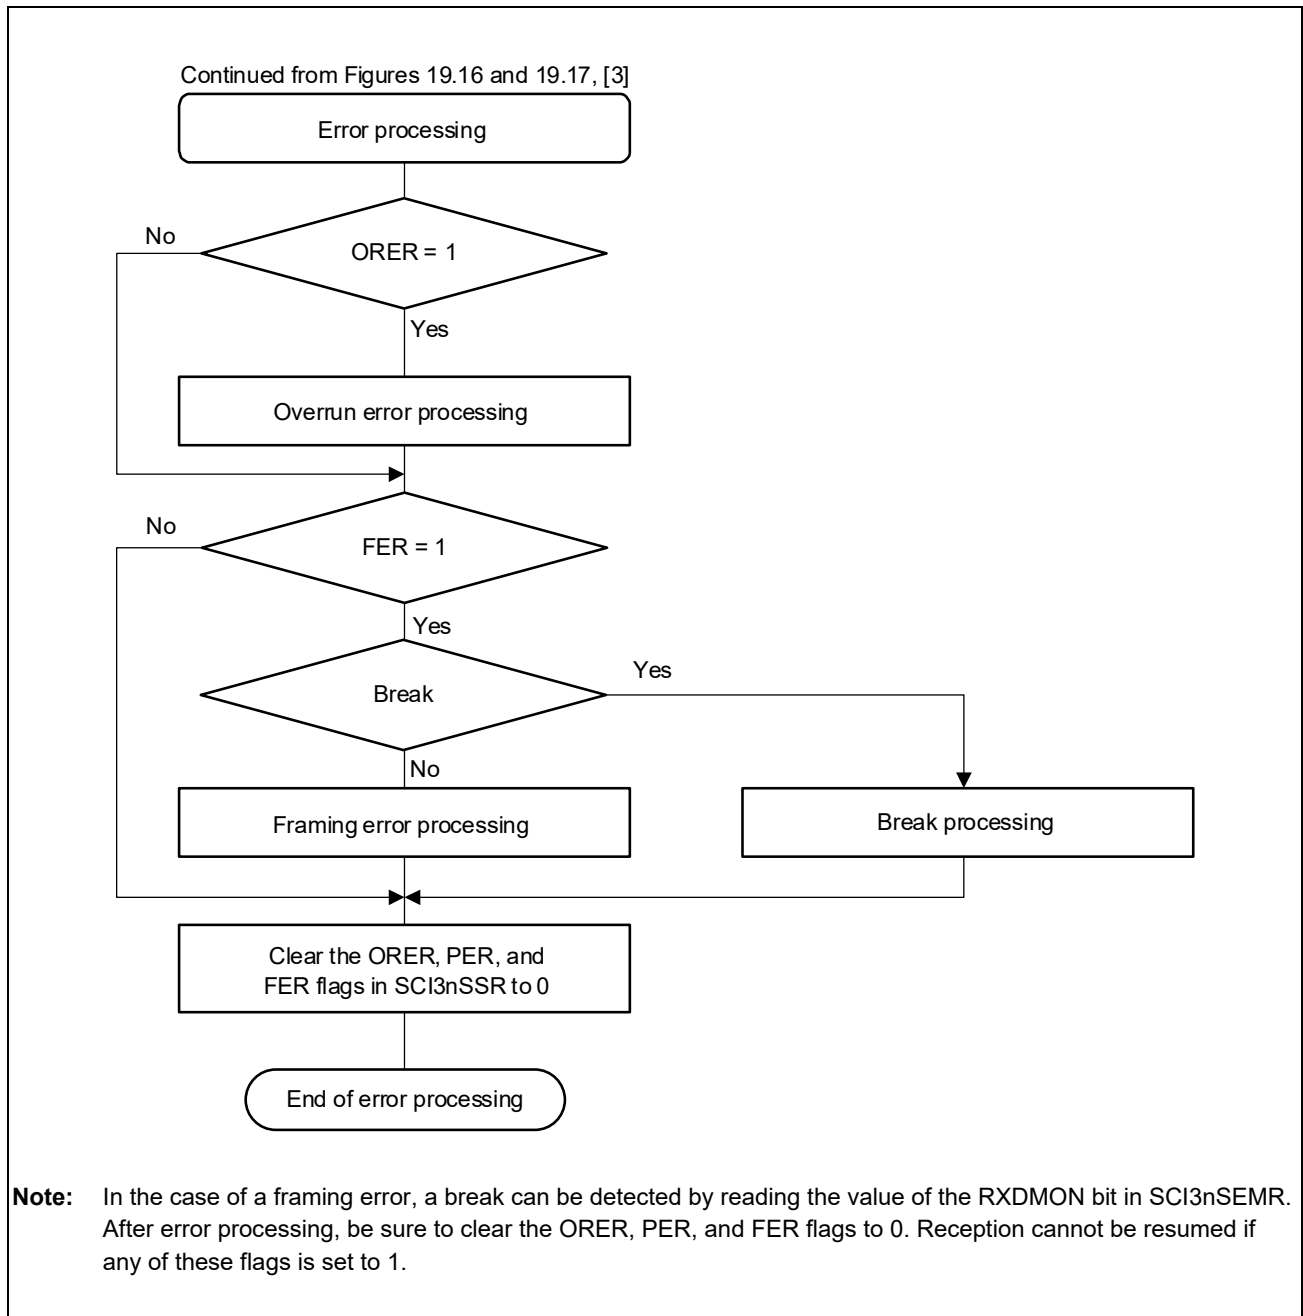 Continued from Figures 19.16 and 19.17, [3]
Error processing
No
ORER = 1
Yes
Overrun error processing
No
FER = 1
Yes
Break
Yes
No
Framing error processing
Break processing
Clear the ORER, PER, and
FER flags in SCI3nSSR to 0
End of error processing
Note: In the case of a framing error, a break can be detected by reading the value of the RXDMON bit in SCI3nSEMR.
After error processing, be sure to clear the ORER, PER, and FER flags to 0. Reception cannot be resumed if
any of these flags is set to 1.